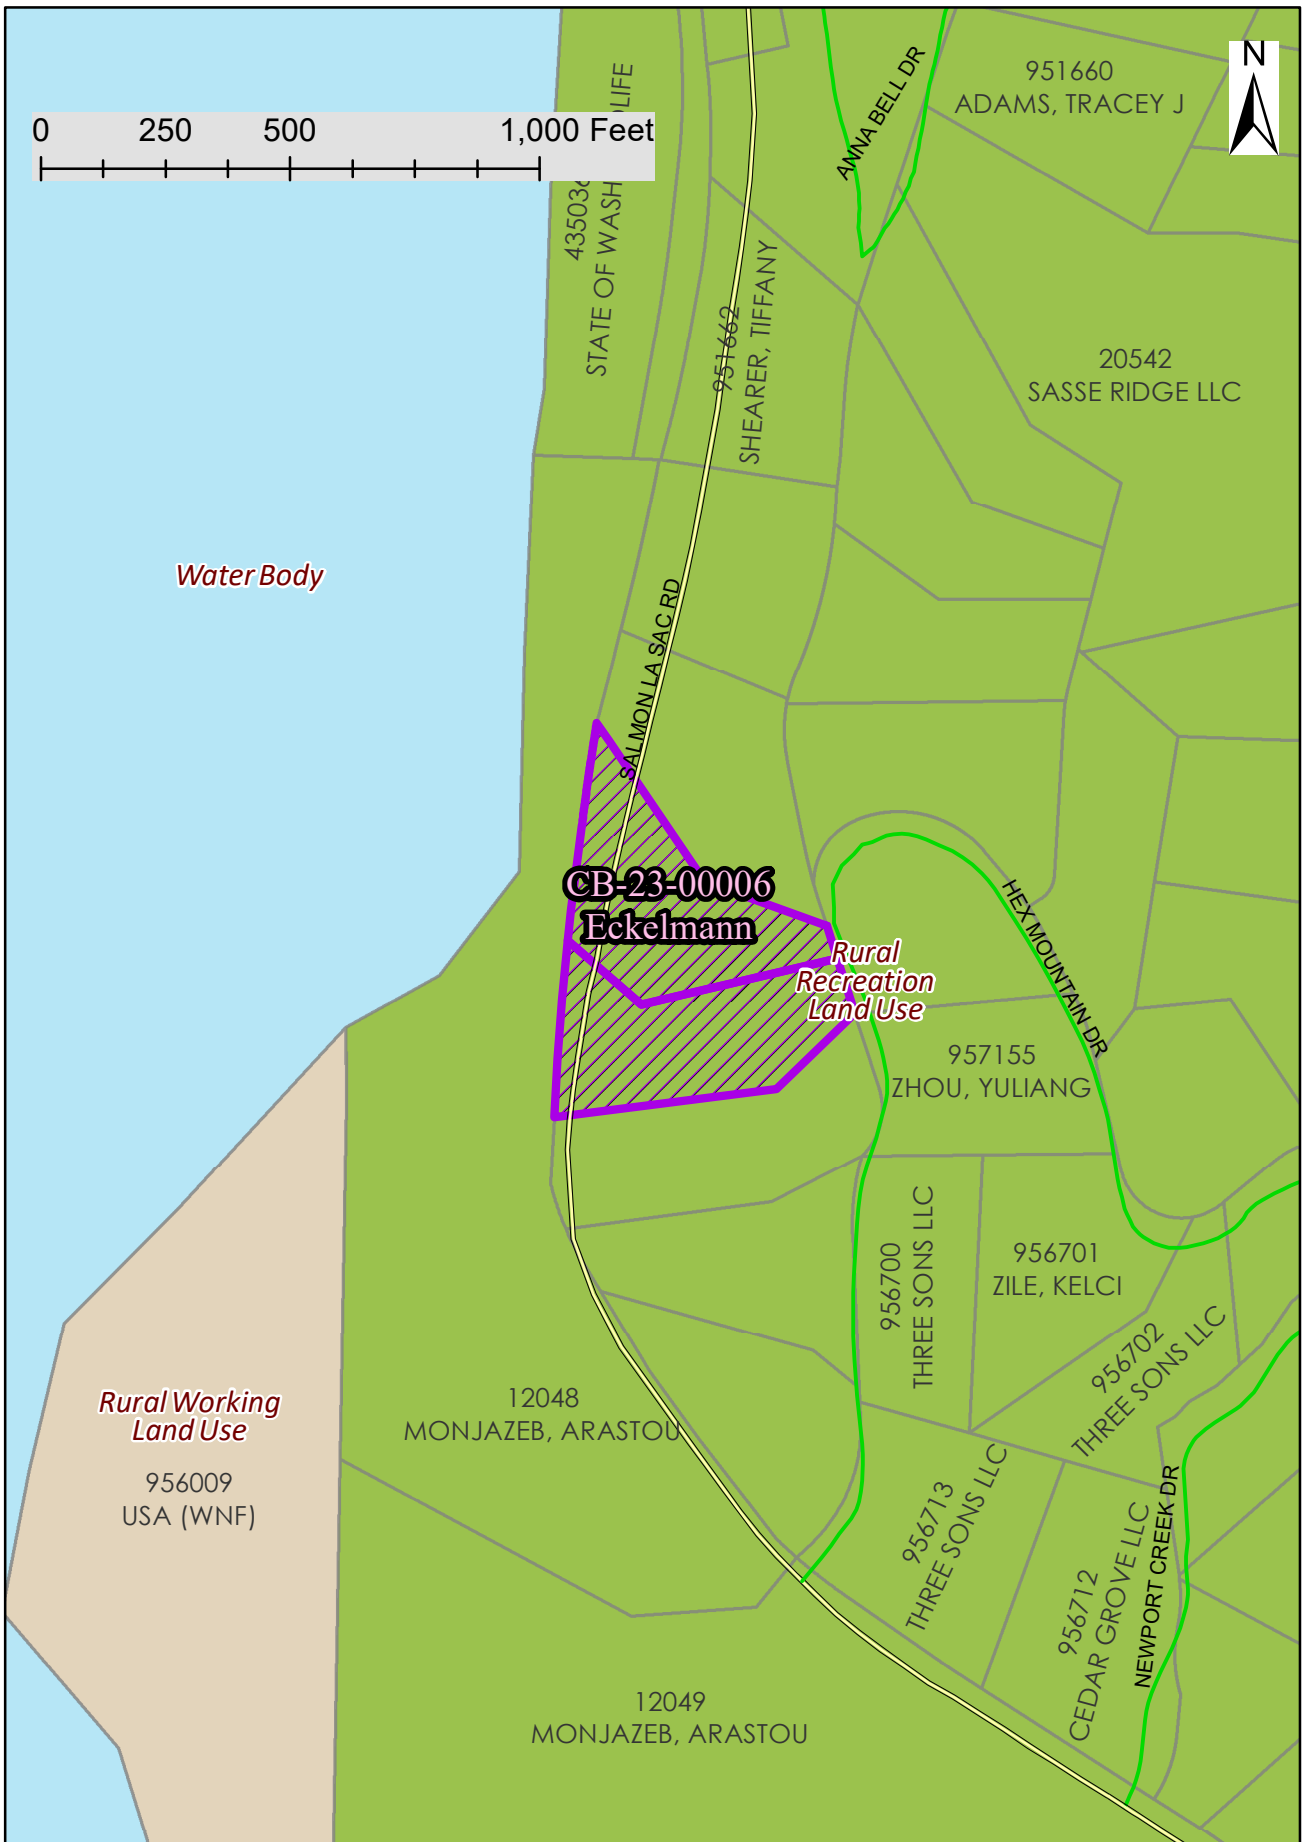 N
0 250 500 1,000 Feet
ANNA BELL DR
951660
ADAMS, TRACEY J
STATE OF WASH
951662
SHEARER, TIFFANY
20542
SASSE RIDGE LLC
Water Body
SALMON LA SAC RD
CB-23-00006
Eckelmann
Rural
Recreation
Land Use
HEX MOUNTAIN DR
957155
ZHOU, YULIANG
956700
THREE SONS LLC
956701
ZILE, KELCI
956702
THREE SONS LLC
Rural Working
Land Use
956009
USA (WNF)
12048
MONJAZEB, ARASTOU
956713
THREE SONS LLC
956712
CEDAR GROVE LLC
NEWPORT CREEK DR
12049
MONJAZEB, ARASTOU